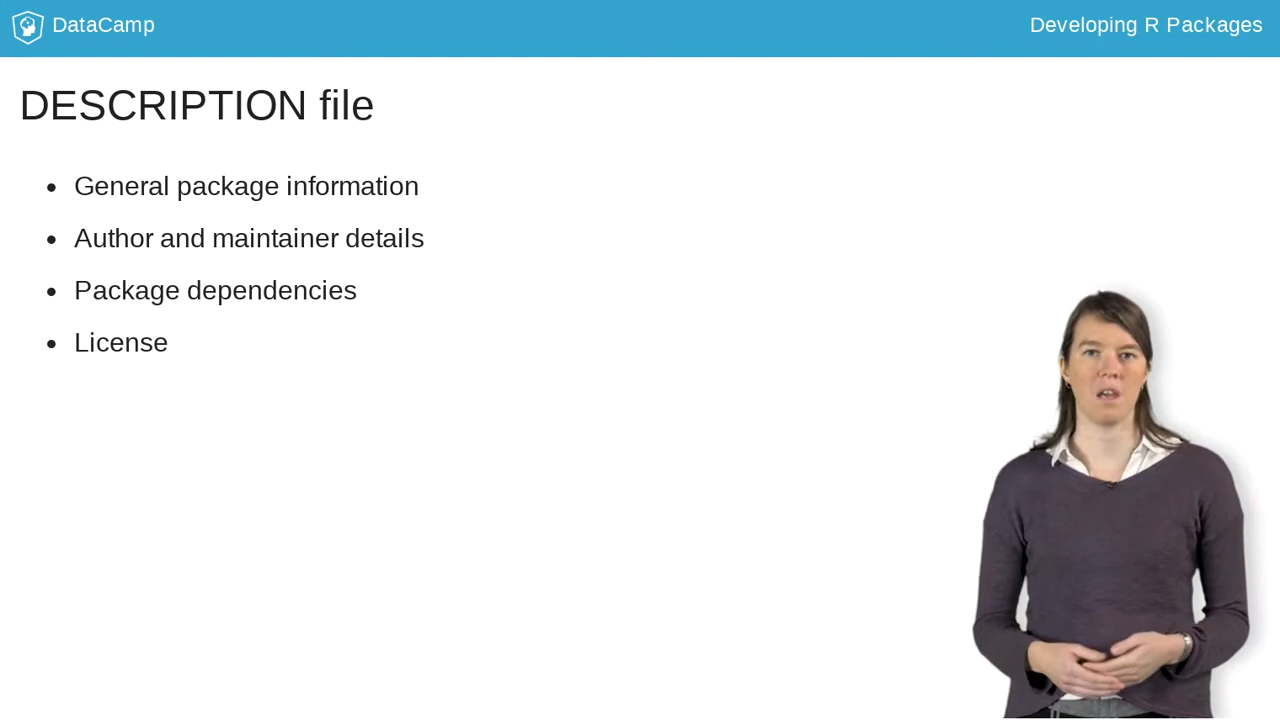 DataCamp
Developing R Packages
DESCRIPTION file
General package information
Author and maintainer details
Package dependencies
License